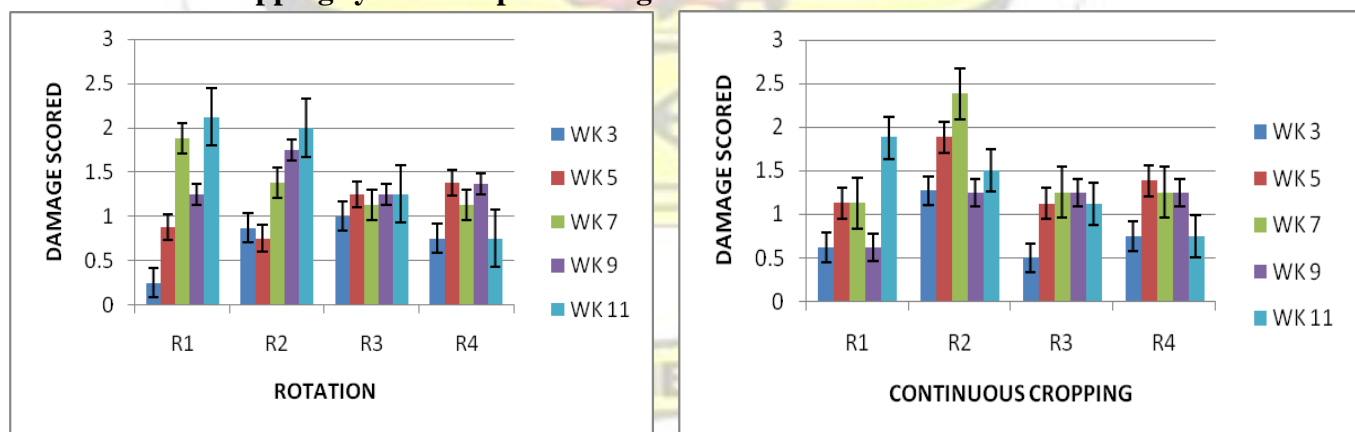 3
2.5
2
1.5
1
0.5
0
DAMAGE SCORED
R1 R2 R3 R4
ROTATION
WK 3
WK 5
WK 7
WK 9
WK 11
3
2.5
2
1.5
1
0.5
0
DAMAGE SCORED
R1 R2 R3 R4
CONTINUOUS CROPPING
WK 3
WK 5
WK 7
WK 9
WK 11